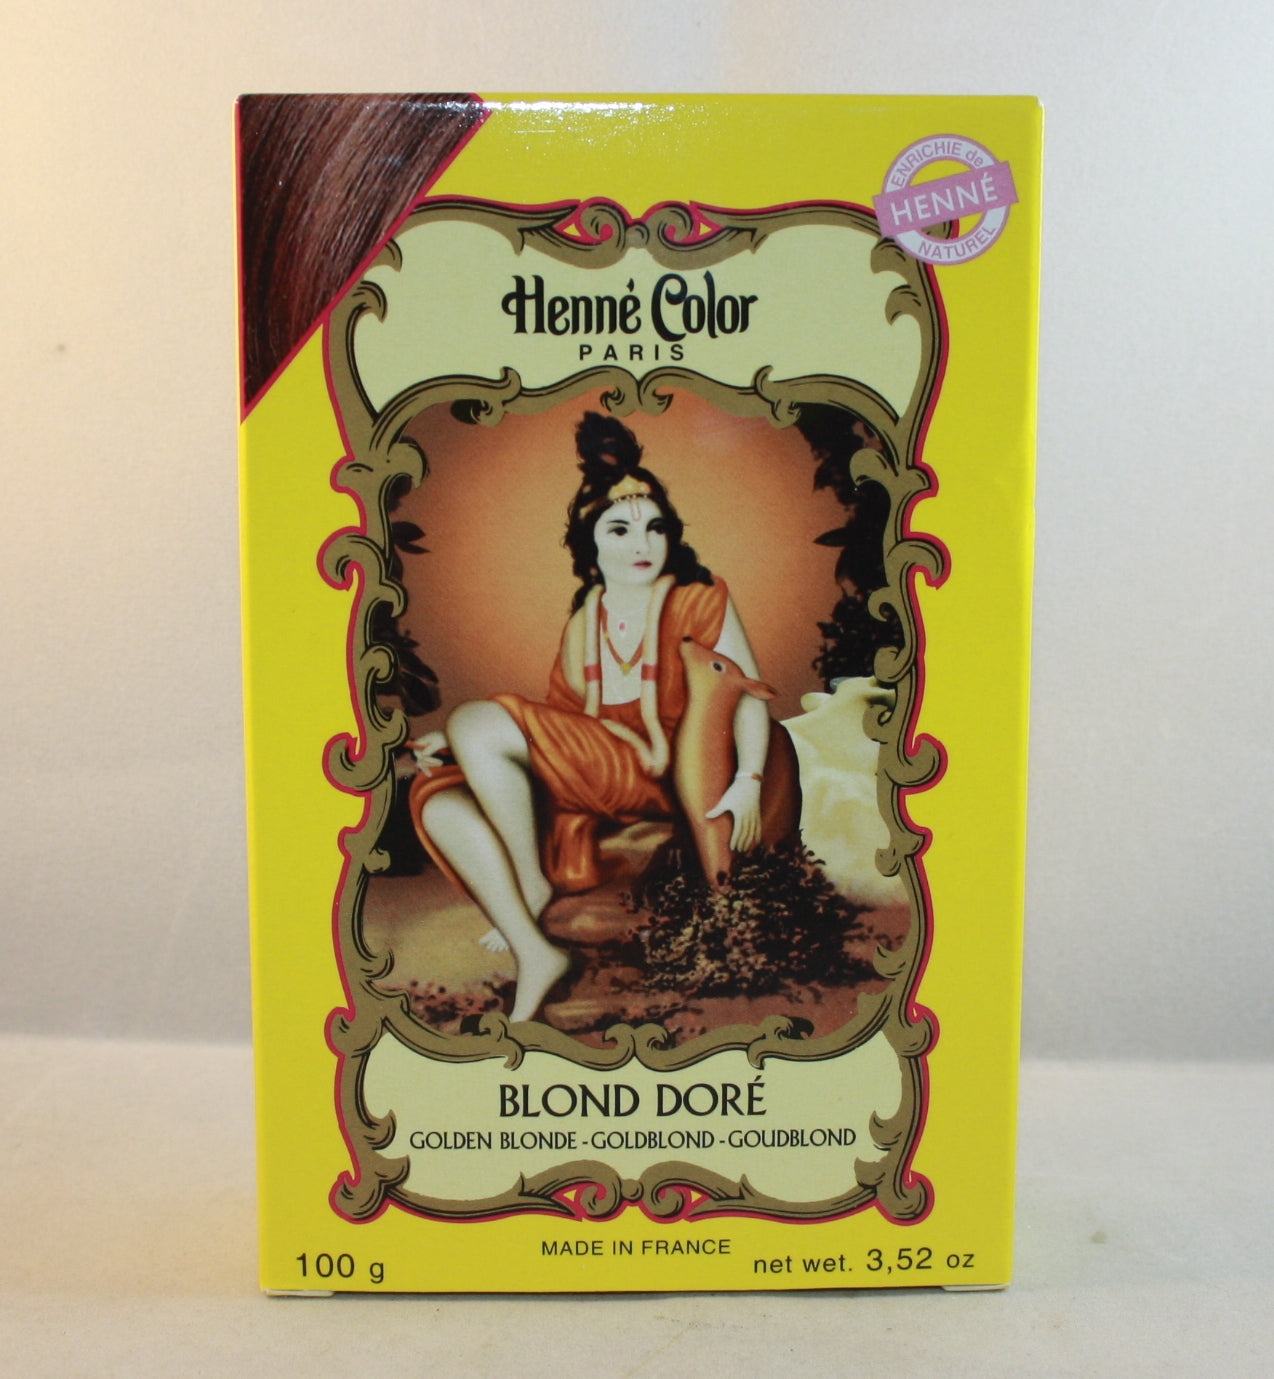 ENRICHIE de
HENNÉ
NATUREL
Henné Color
PARIS
BLOND DORÉ
GOLDEN BLONDE - GOLDBLOND - GOUDBLOND
MADE IN FRANCE
100 g
net wet. 3,52 oz